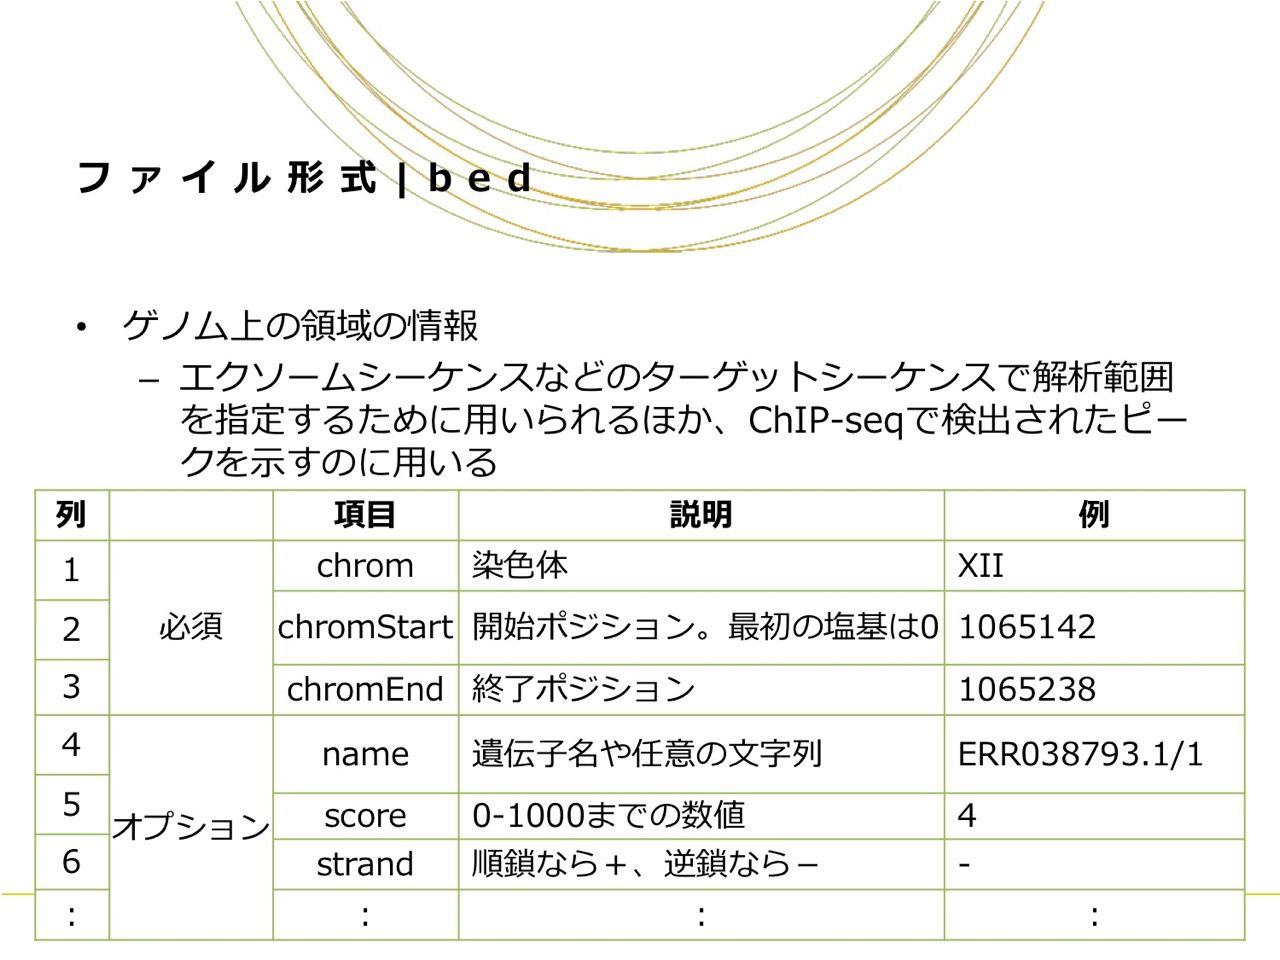 ファイル形式|bed
• ゲノム上の領域の情報
– エクソームシーケンスなどのターゲットシーケンスで解析範囲
を指定するために用いられるほか、ChIP-seqで検出されたピー
クを示すのに用いる
列 項目 説明 例
1 必須 chrom 染色体 XII
2 chromStart 開始ポジション。最初の塩基は0 1065142
3 chromEnd 終了ポジション 1065238
4 オプション name 遺伝子名や任意の文字列 ERR038793.1/1
5 score 0-1000までの数値 4
6 strand 順鎖なら＋、逆鎖なら－ -
: : : :